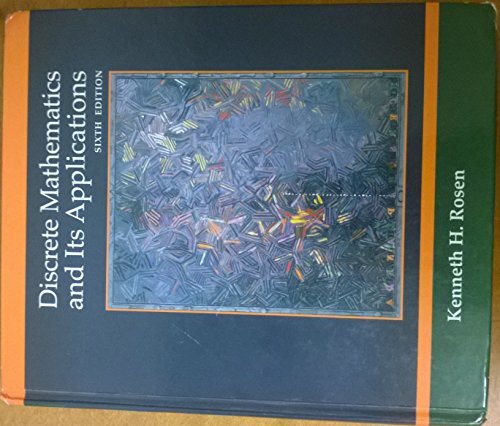 Discrete Mathematics
and Its Applications
SIXTH EDITION
Kenneth H. Rosen